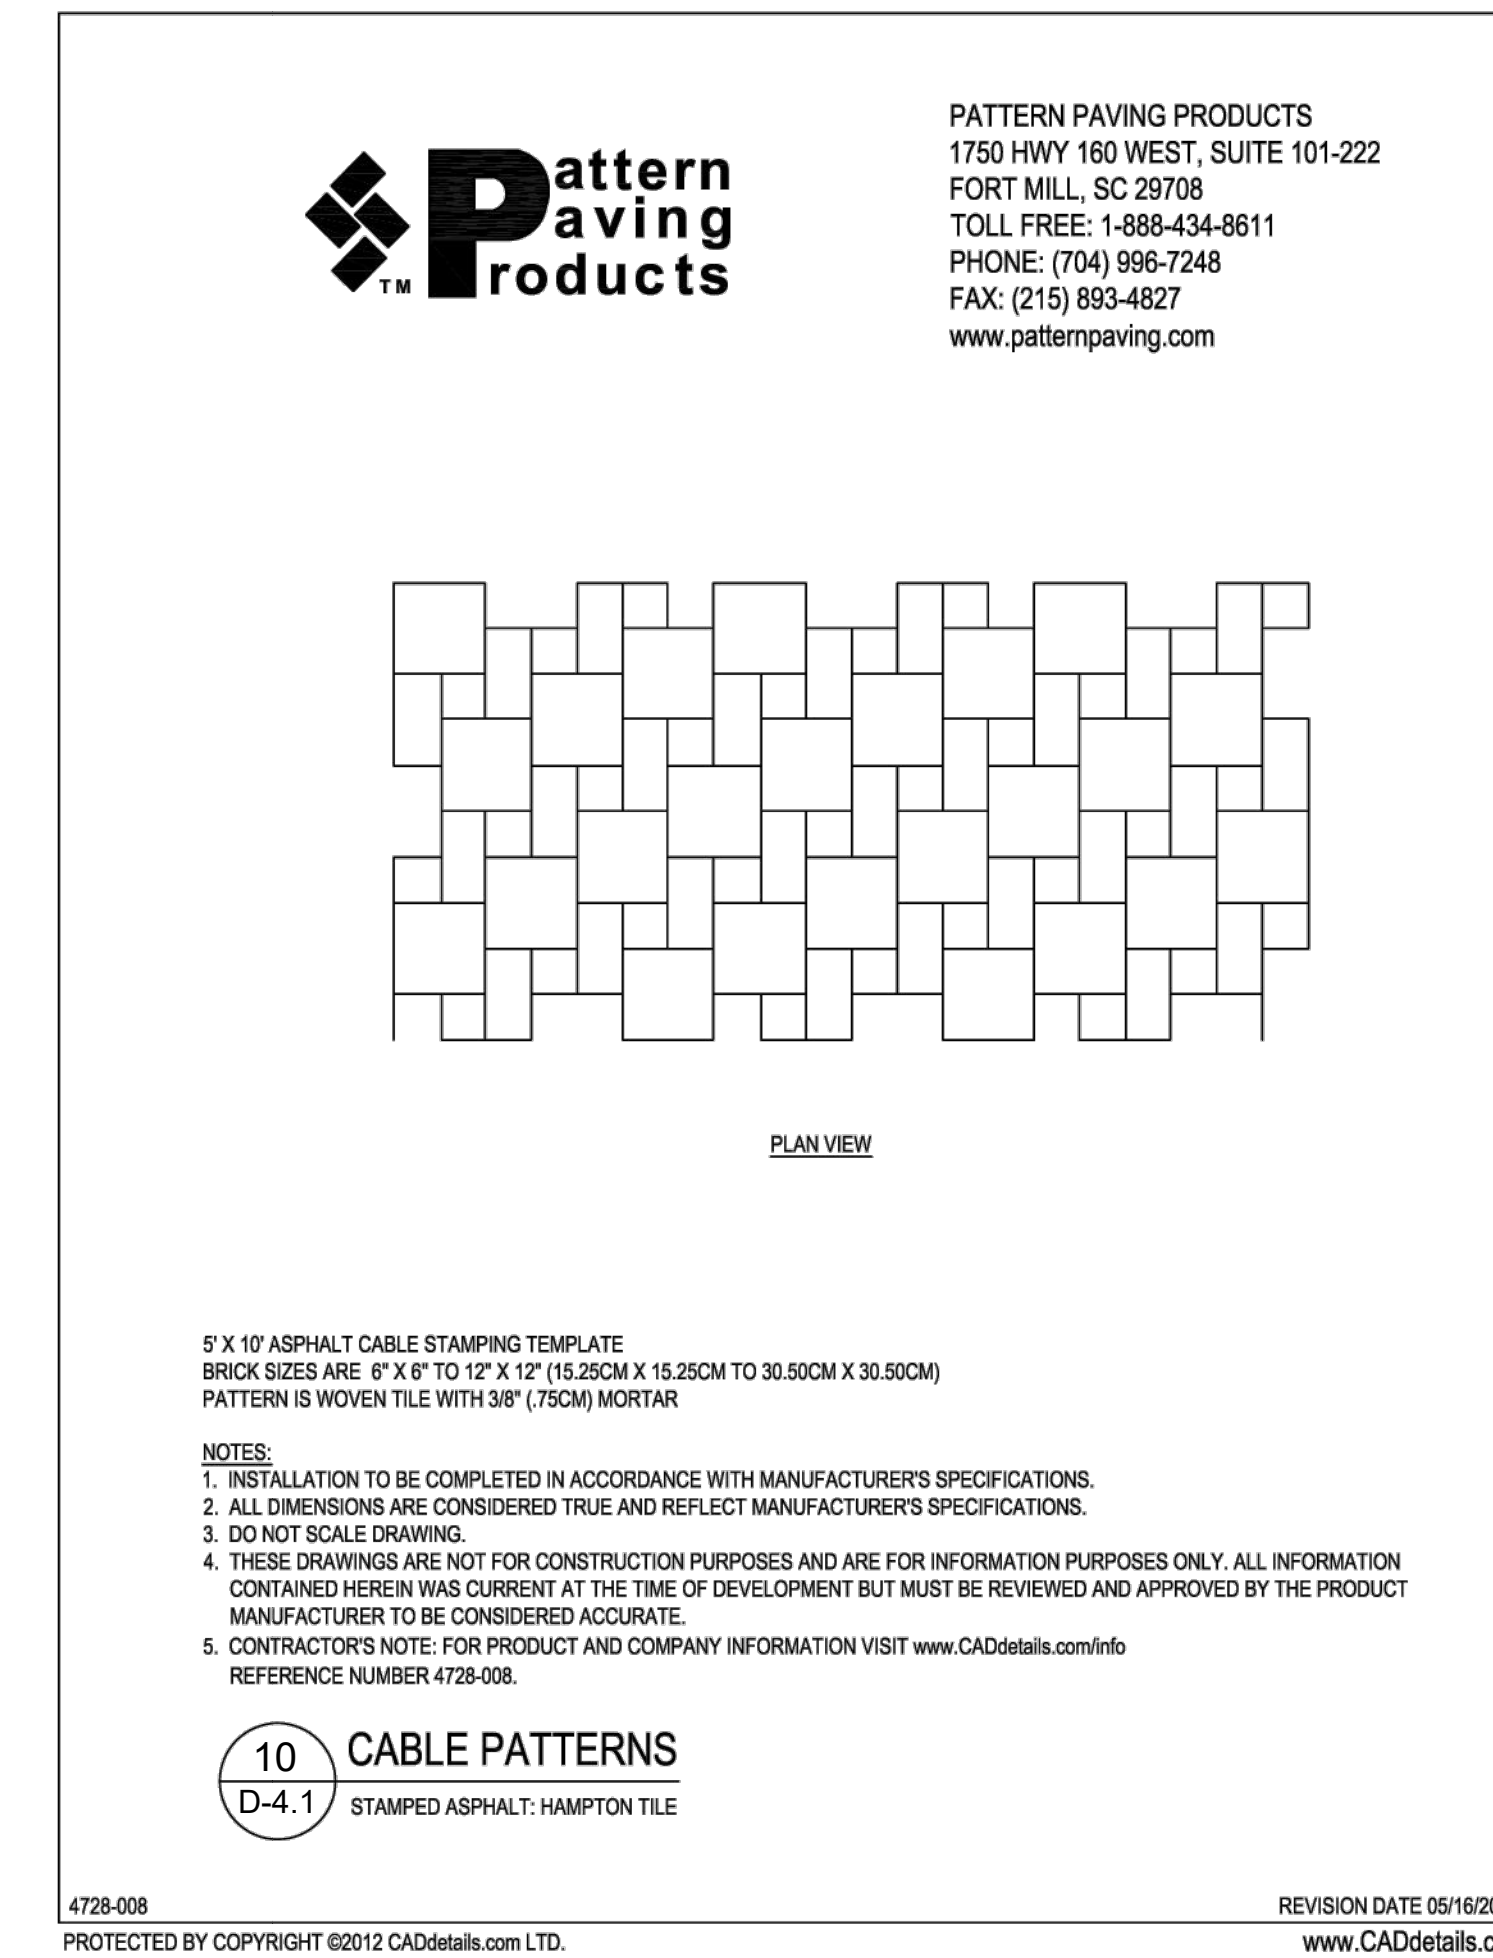 Pattern
Paving
Products
TM
PATTERN PAVING PRODUCTS
1750 HWY 160 WEST, SUITE 101-222
FORT MILL, SC 29708
TOLL FREE: 1-888-434-8611
PHONE: (704) 996-7248
FAX: (215) 893-4827
www.patternpaving.com
PLAN VIEW
5' X 10' ASPHALT CABLE STAMPING TEMPLATE
BRICK SIZES ARE 6" X 6" TO 12" X 12" (15.25CM X 15.25CM TO 30.50CM X 30.50CM)
PATTERN IS WOVEN TILE WITH 3/8" (.75CM) MORTAR
NOTES:
1. INSTALLATION TO BE COMPLETED IN ACCORDANCE WITH MANUFACTURER'S SPECIFICATIONS.
2. ALL DIMENSIONS ARE CONSIDERED TRUE AND REFLECT MANUFACTURER'S SPECIFICATIONS.
3. DO NOT SCALE DRAWING.
4. THESE DRAWINGS ARE NOT FOR CONSTRUCTION PURPOSES AND ARE FOR INFORMATION PURPOSES ONLY. ALL INFORMATION
CONTAINED HEREIN WAS CURRENT AT THE TIME OF DEVELOPMENT BUT MUST BE REVIEWED AND APPROVED BY THE PRODUCT
MANUFACTURER TO BE CONSIDERED ACCURATE.
5. CONTRACTOR'S NOTE: FOR PRODUCT AND COMPANY INFORMATION VISIT www.CADdetails.com/info
REFERENCE NUMBER 4728-008.
10
D-4.1
CABLE PATTERNS
STAMPED ASPHALT: HAMPTON TILE
4728-008
REVISION DATE
PROTECTED BY COPYRIGHT ©2012 CADdetails.com LTD.